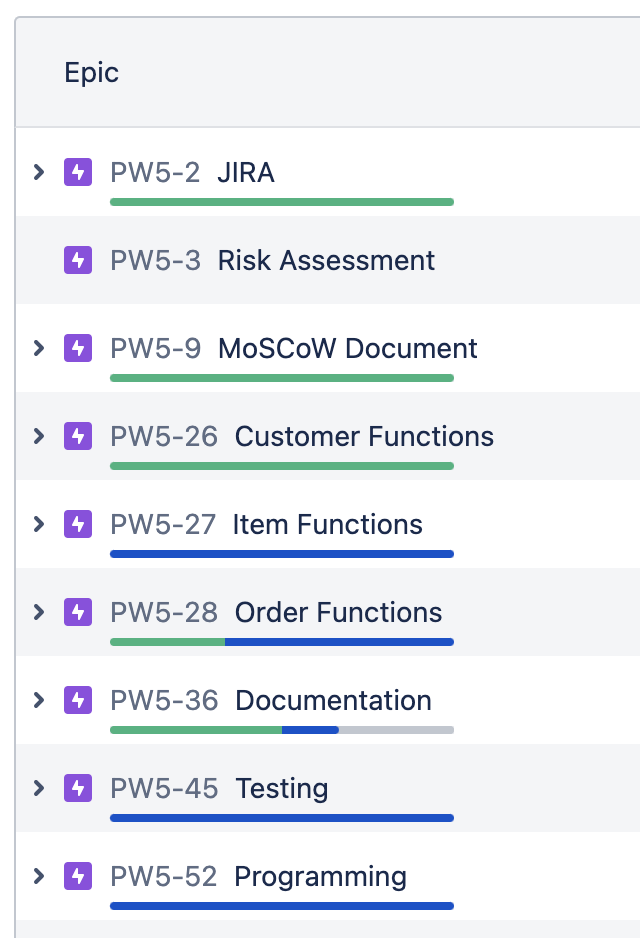 Epic
PW5-2 JIRA
PW5-3 Risk Assessment
PW5-9 MoSCoW Document
PW5-26 Customer Functions
PW5-27 Item Functions
PW5-28 Order Functions
PW5-36 Documentation
PW5-45 Testing
PW5-52 Programming